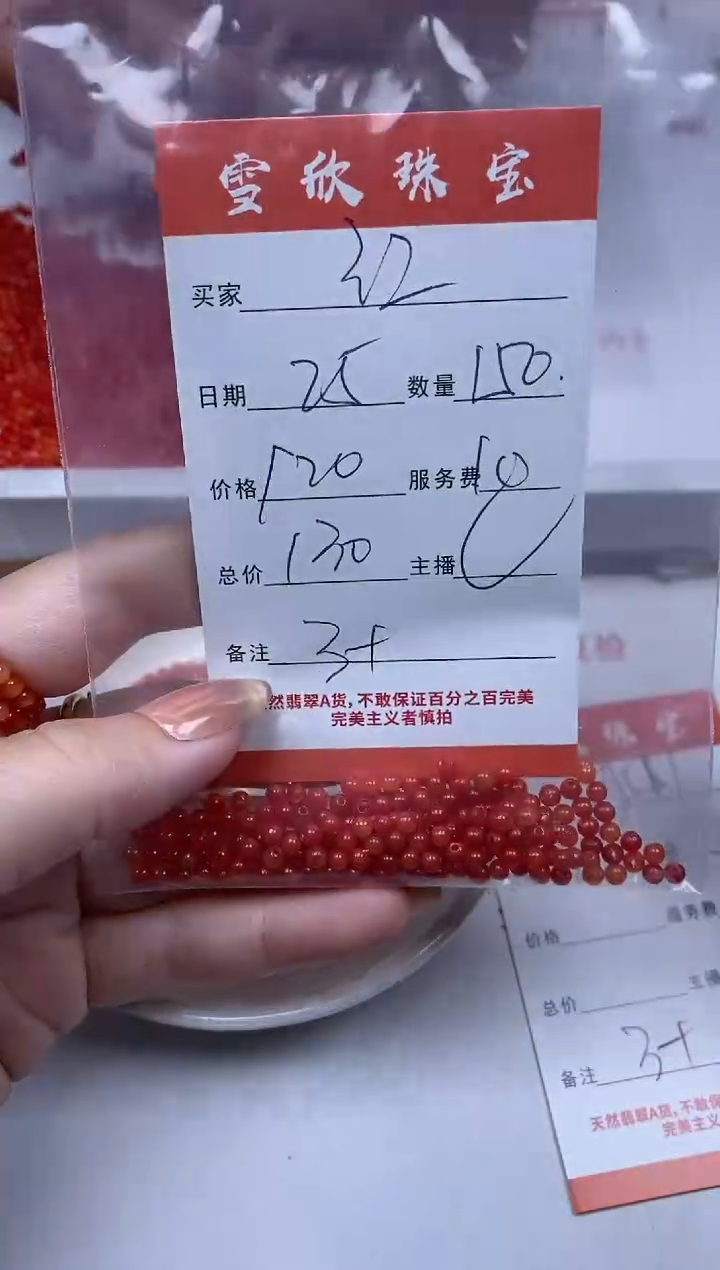 雪欣珠宝
买家 红
日期 25 数量 150.
价格 120 服务费 10
总价 130 主播
备注 3+
然翡翠A货,不敢保证百分之百完美
完美主义者慎拍
珠宝
价格 服务费
总价 主播
备注 3+
天然翡翠A货,不敢保
完美主义